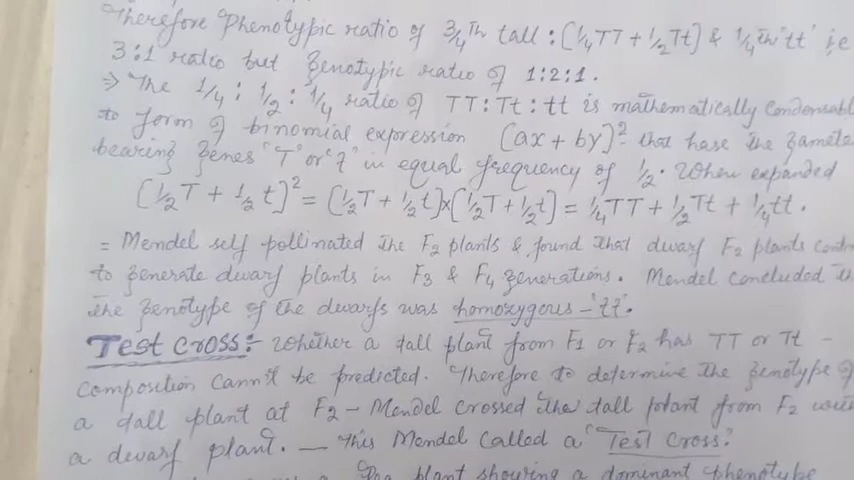 Therefore Phenotypic ratio of 3/4th tall : [1/4 TT + 1/2 Tt] & 1/4th 'tt' ie
3:1 ratio but Genotypic ratio of 1:2:1.
⇒ The 1/4 : 1/2 : 1/4 ratio of TT : Tt : tt is mathematically condensabl
to form of binomial expression (ax + by)² that have the gamete
bearing genes "T" or "t" in equal frequency of 1/2. When expanded
(1/2 T + 1/2 t)² = (1/2 T + 1/2 t) x (1/2 T + 1/2 t) = 1/4 TT + 1/2 Tt + 1/4 tt.
= Mendel self pollinated the F2 plants & found that dwarf F2 plants cont
to generate dwarf plants in F3 & F4 generations. Mendel concluded th
the genotype of the dwarfs was homozygous - 'tt'.
Test cross:- Whether a tall plant from F1 or F2 has TT or Tt -
composition cann't be predicted. Therefore to determine the genotype of
a tall plant at F2 - Mendel crossed the tall plant from F2 with
a dwarf plant. — This Mendel called a "Test cross."
plant showing a dominant phenotype